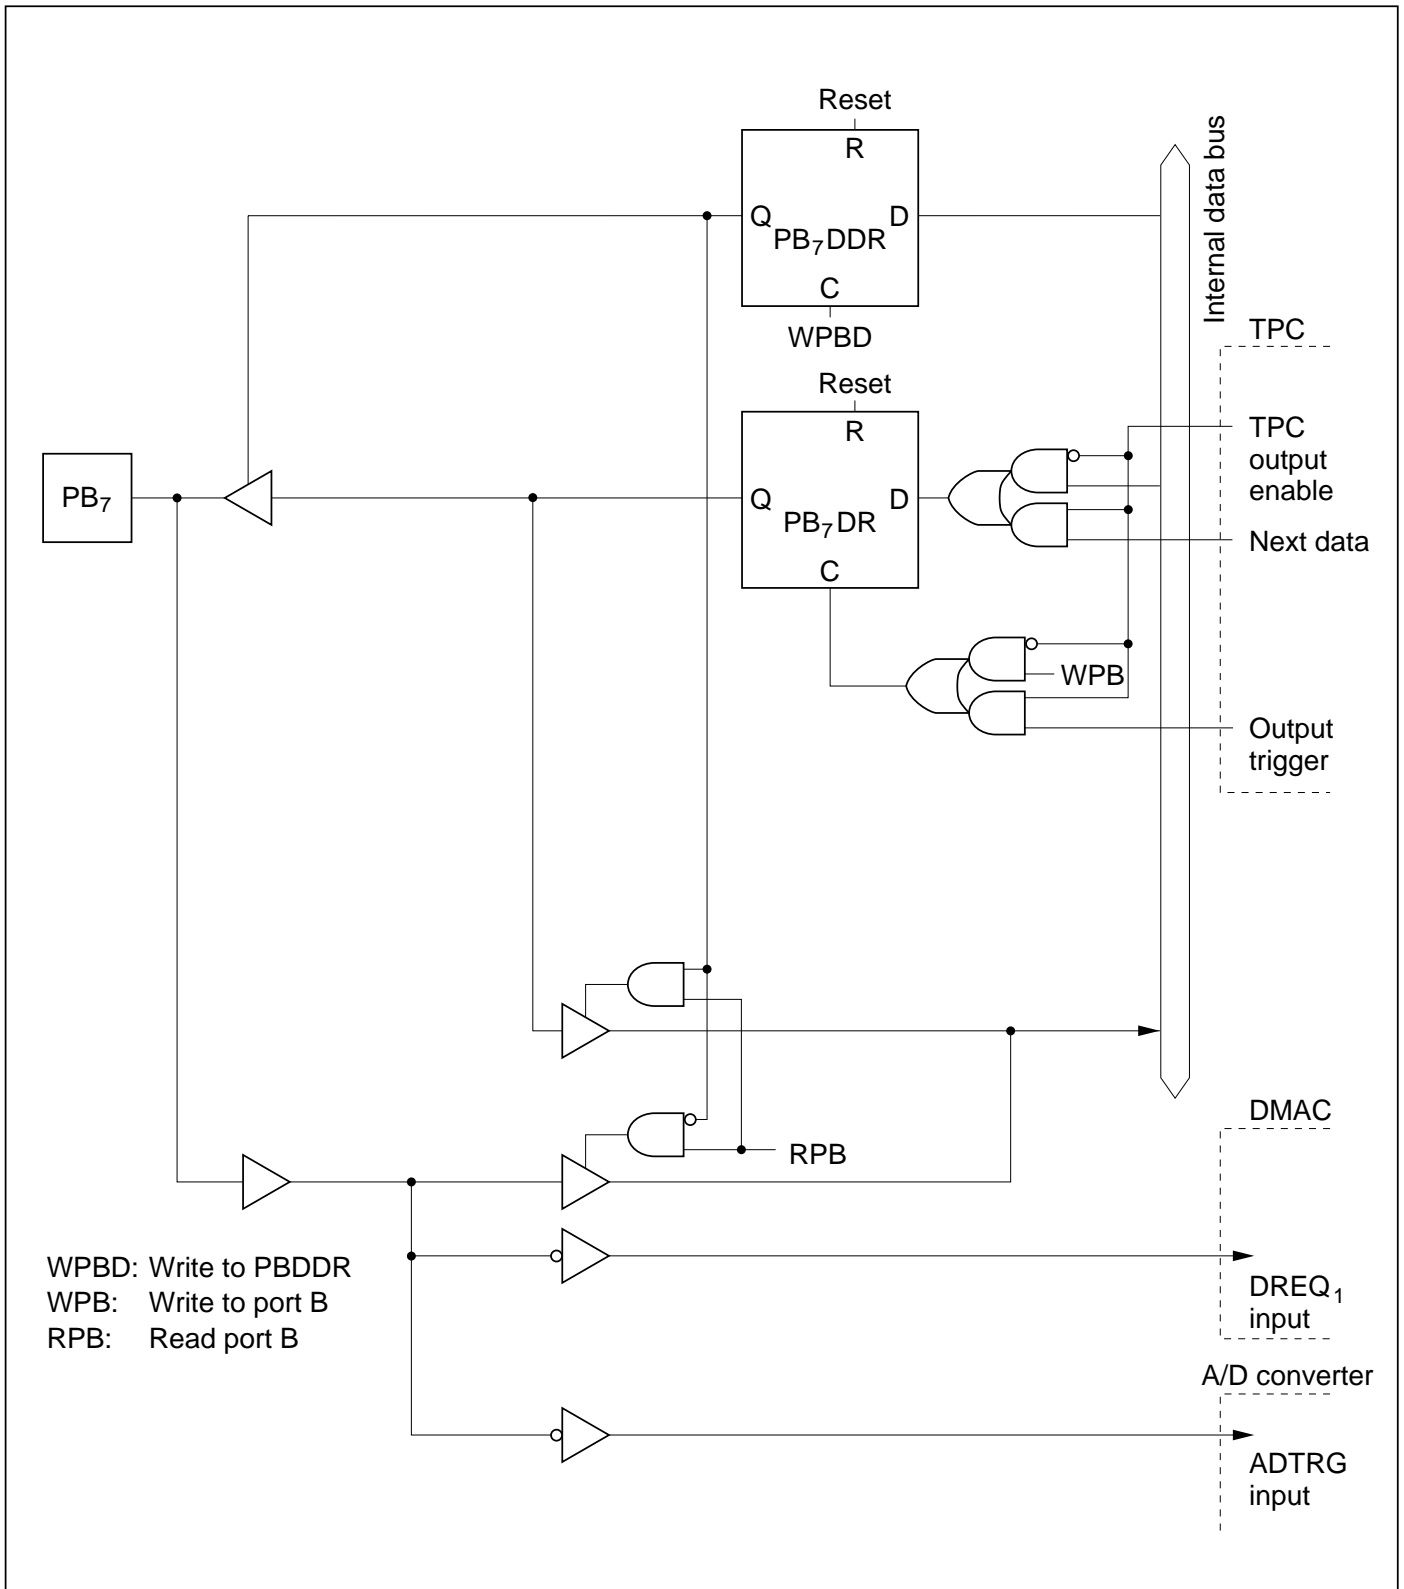 Reset
R
Q
D
PB₇DDR
C
WPBD
Internal data bus
TPC
Reset
R
PB₇
Q
D
PB₇DR
C
TPC
output
enable
Next data
WPB
Output
trigger
DMAC
RPB
WPBD: Write to PBDDR
WPB: Write to port B
RPB: Read port B
DREQ₁
input
A/D converter
ADTRG
input